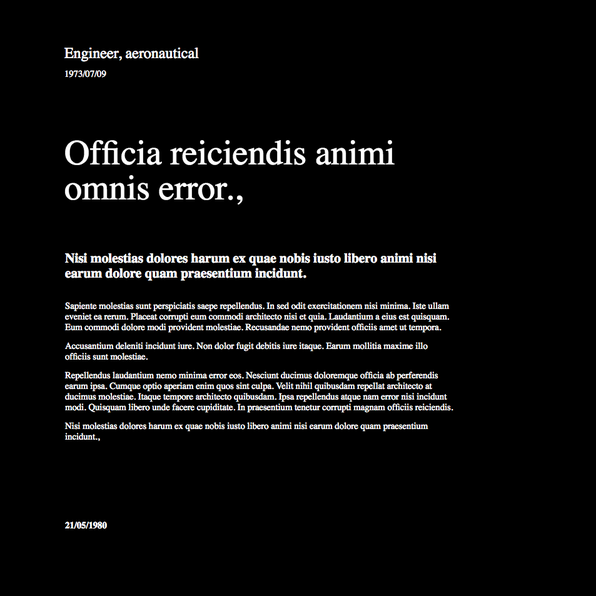 Engineer, aeronautical
1973/07/09
Officia reiciendis animi
omnis error.,
Nisi molestias dolores harum ex quae nobis iusto libero animi nisi
earum dolore quam praesentium incidunt.
Sapiente molestias sunt perspiciatis saepe repellendus. In sed odit exercitationem nisi minima. Iste ullam
eveniet ea rerum. Placeat corrupti eum commodi architecto nisi et quia. Laudantium a eius est quisquam.
Eum commodi dolore modi provident molestiae. Recusandae nemo provident officiis amet ut tempora.
Accusantium deleniti incidunt iure. Non dolor fugit debitis iure itaque. Earum mollitia maxime illo
officiis sunt molestiae.
Repellendus laudantium nemo minima error eos. Nesciunt ducimus doloremque officia ab perferendis
earum ipsa. Cumque optio aperiam enim quos sint culpa. Velit nihil quibusdam repellat architecto at
ducimus molestiae. Itaque tempore architecto quibusdam. Ipsa repellendus atque nam error nisi incidunt
modi. Quisquam libero unde facere cupiditate. In praesentium tenetur corrupti magnam officiis reiciendis.
Nisi molestias dolores harum ex quae nobis iusto libero animi nisi earum dolore quam praesentium
incidunt.,
21/05/1980